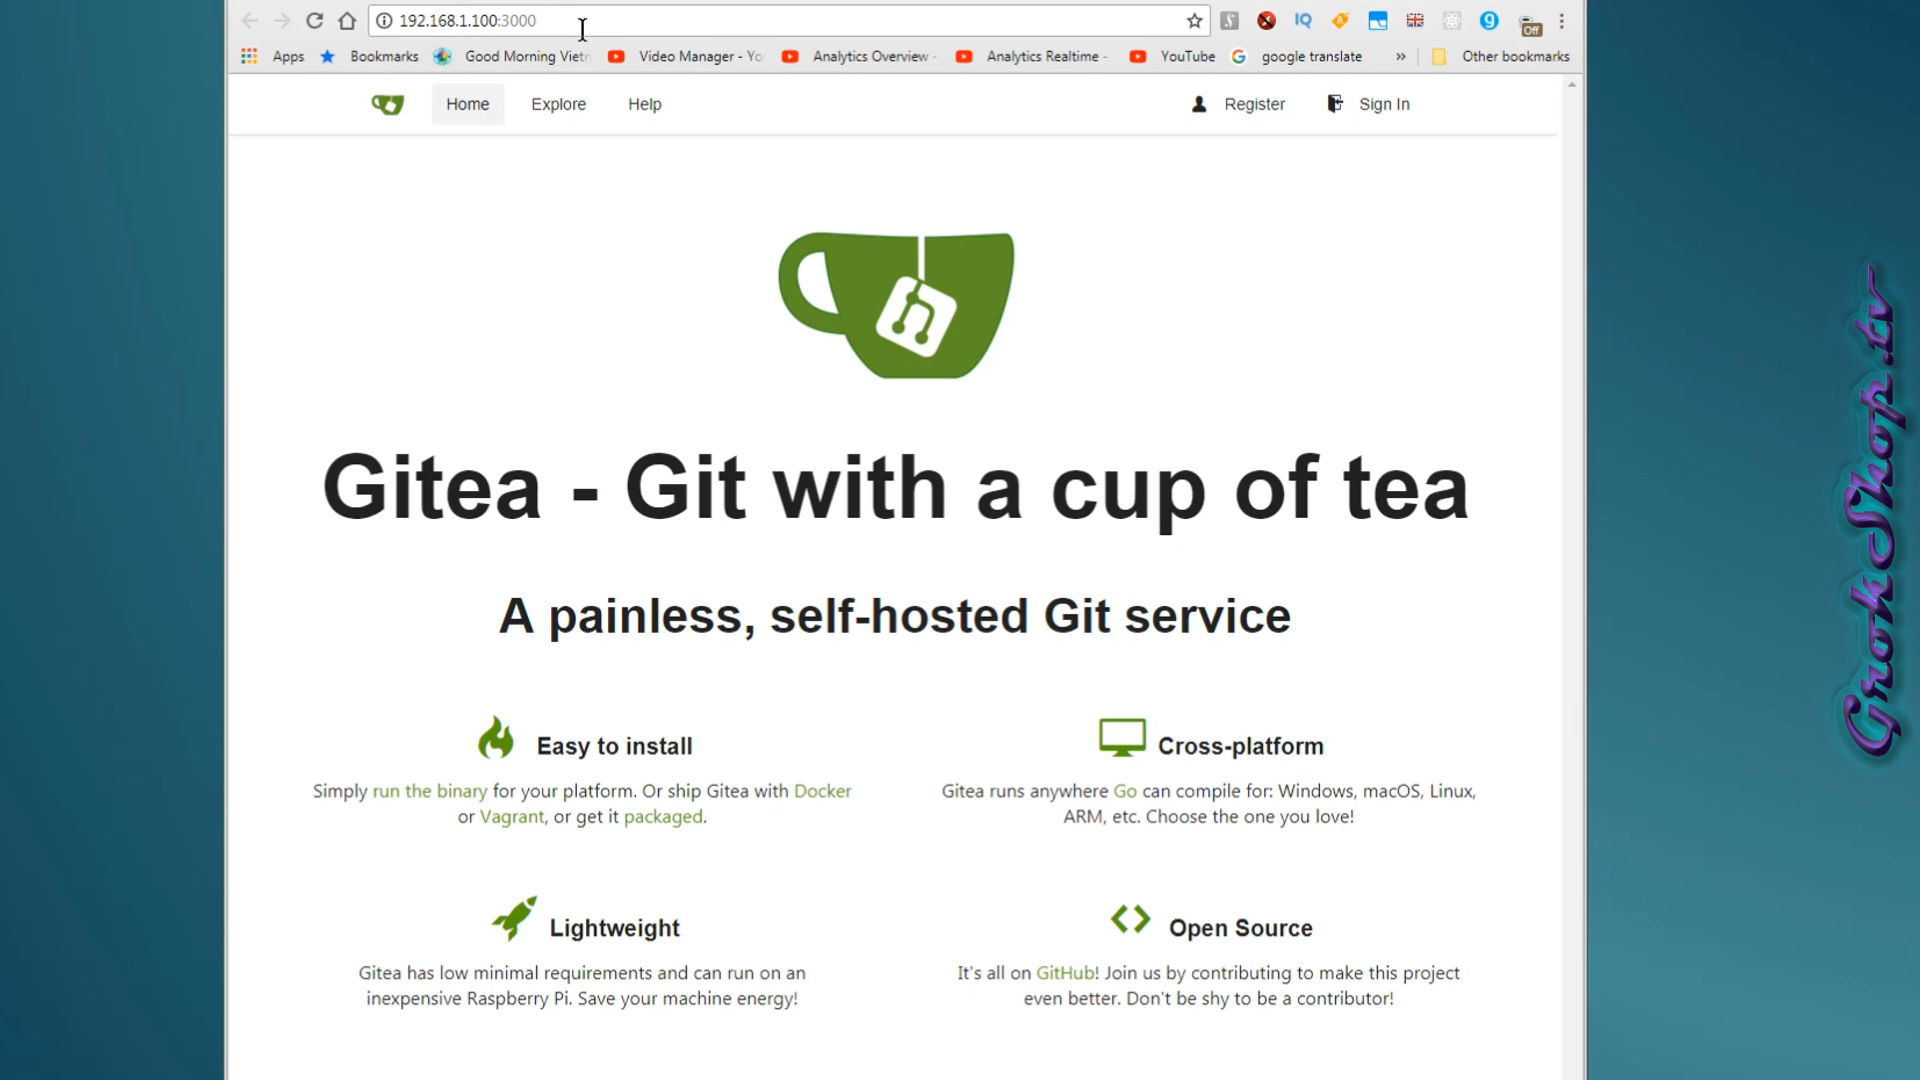 192.168.1.100:3000
Off
Apps Bookmarks Good Morning Vietn Video Manager - Yo Analytics Overview - Analytics Realtime - YouTube google translate » Other bookmarks
Home Explore Help Register Sign In
Gitea - Git with a cup of tea
A painless, self-hosted Git service
Easy to install
Simply run the binary for your platform. Or ship Gitea with Docker
or Vagrant, or get it packaged.
Cross-platform
Gitea runs anywhere Go can compile for: Windows, macOS, Linux,
ARM, etc. Choose the one you love!
Lightweight
Gitea has low minimal requirements and can run on an
inexpensive Raspberry Pi. Save your machine energy!
Open Source
It's all on GitHub! Join us by contributing to make this project
even better. Don't be shy to be a contributor!
GrokShop.tv